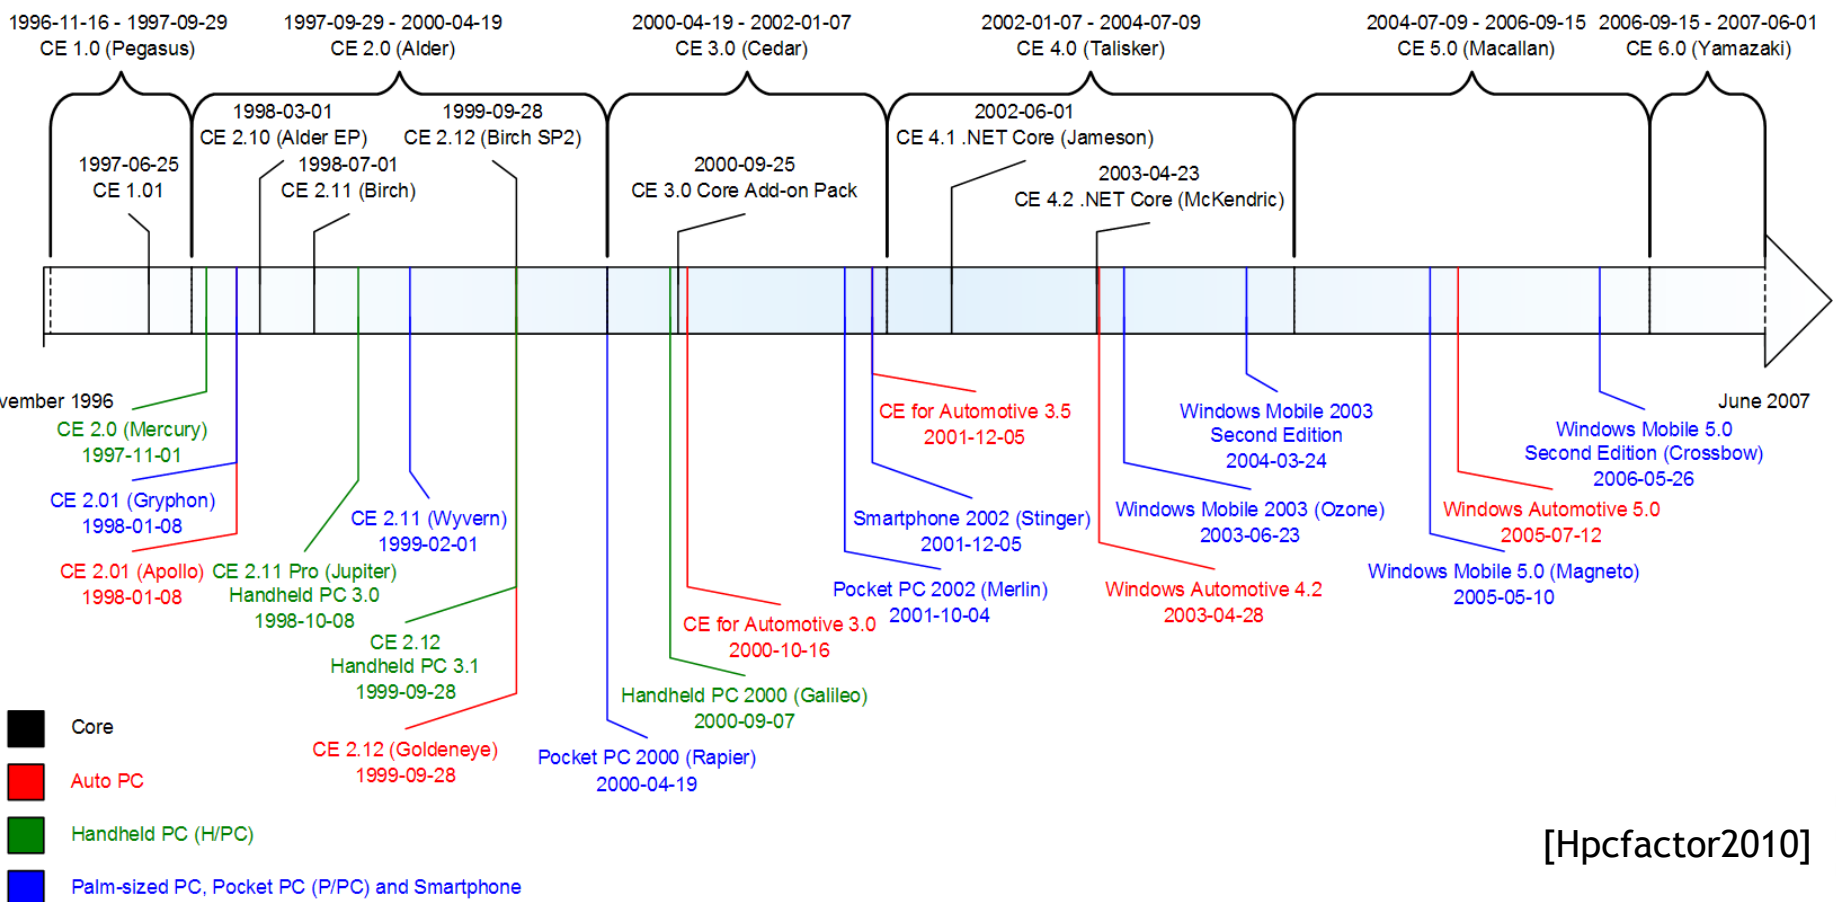 1996-11-16 - 1997-09-29
CE 1.0 (Pegasus)
1997-09-29 - 2000-04-19
CE 2.0 (Alder)
2000-04-19 - 2002-01-07
CE 3.0 (Cedar)
2002-01-07 - 2004-07-09
CE 4.0 (Talisker)
2004-07-09 - 2006-09-15
CE 5.0 (Macallan)
2006-09-15 - 2007-06-01
CE 6.0 (Yamazaki)
1997-06-25
CE 1.01
1998-03-01
CE 2.10 (Alder EP)
1998-07-01
CE 2.11 (Birch)
1999-09-28
CE 2.12 (Birch SP2)
2000-09-25
CE 3.0 Core Add-on Pack
2002-06-01
CE 4.1 .NET Core (Jameson)
2003-04-23
CE 4.2 .NET Core (McKendric)
vember 1996
June 2007
CE 2.0 (Mercury)
1997-11-01
CE 2.01 (Gryphon)
1998-01-08
CE 2.01 (Apollo)
1998-01-08
CE 2.11 Pro (Jupiter)
Handheld PC 3.0
1998-10-08
CE 2.11 (Wyvern)
1999-02-01
CE 2.12
Handheld PC 3.1
1999-09-28
CE 2.12 (Goldeneye)
1999-09-28
Pocket PC 2000 (Rapier)
2000-04-19
Handheld PC 2000 (Galileo)
2000-09-07
CE for Automotive 3.0
2000-10-16
Pocket PC 2002 (Merlin)
2001-10-04
Smartphone 2002 (Stinger)
2001-12-05
CE for Automotive 3.5
2001-12-05
Windows Automotive 4.2
2003-04-28
Windows Mobile 2003 (Ozone)
2003-06-23
Windows Mobile 2003
Second Edition
2004-03-24
Windows Mobile 5.0 (Magneto)
2005-05-10
Windows Automotive 5.0
2005-07-12
Windows Mobile 5.0
Second Edition (Crossbow)
2006-05-26
Core
Auto PC
Handheld PC (H/PC)
Palm-sized PC, Pocket PC (P/PC) and Smartphone
[Hpcfactor2010]